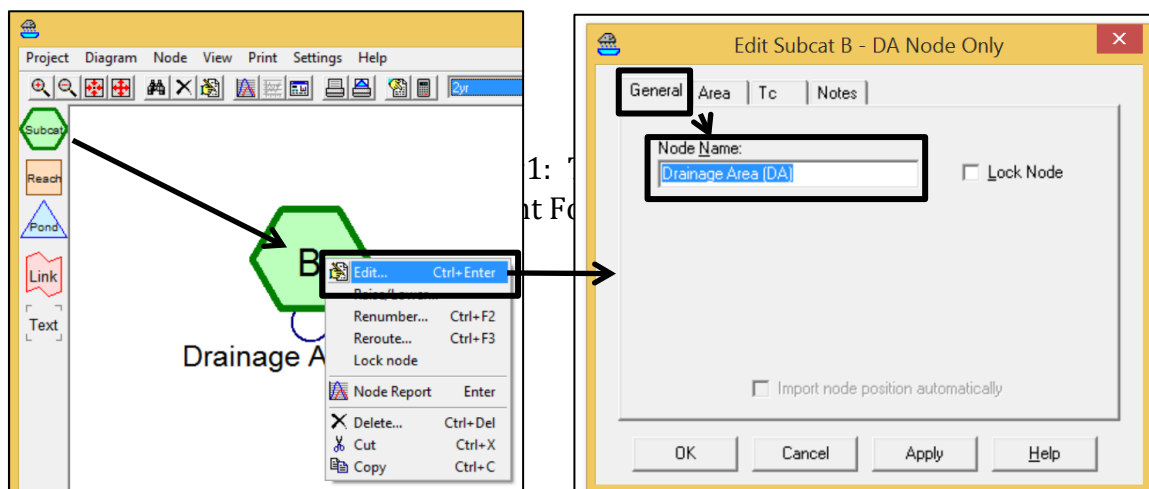 Project Diagram Node View Print Settings Help
2yr
Subcat
Reach
Pond
Link
Text
B
Drainage A
Edit... Ctrl+Enter
Renumber... Ctrl+F2
Reroute... Ctrl+F3
Lock node
Node Report Enter
Delete... Ctrl+Del
Cut Ctrl+X
Copy Ctrl+C
1:
nt Fo
Edit Subcat B - DA Node Only
General Area Tc Notes
Node Name:
Drainage Area (DA)
Lock Node
Import node position automatically
OK Cancel Apply Help